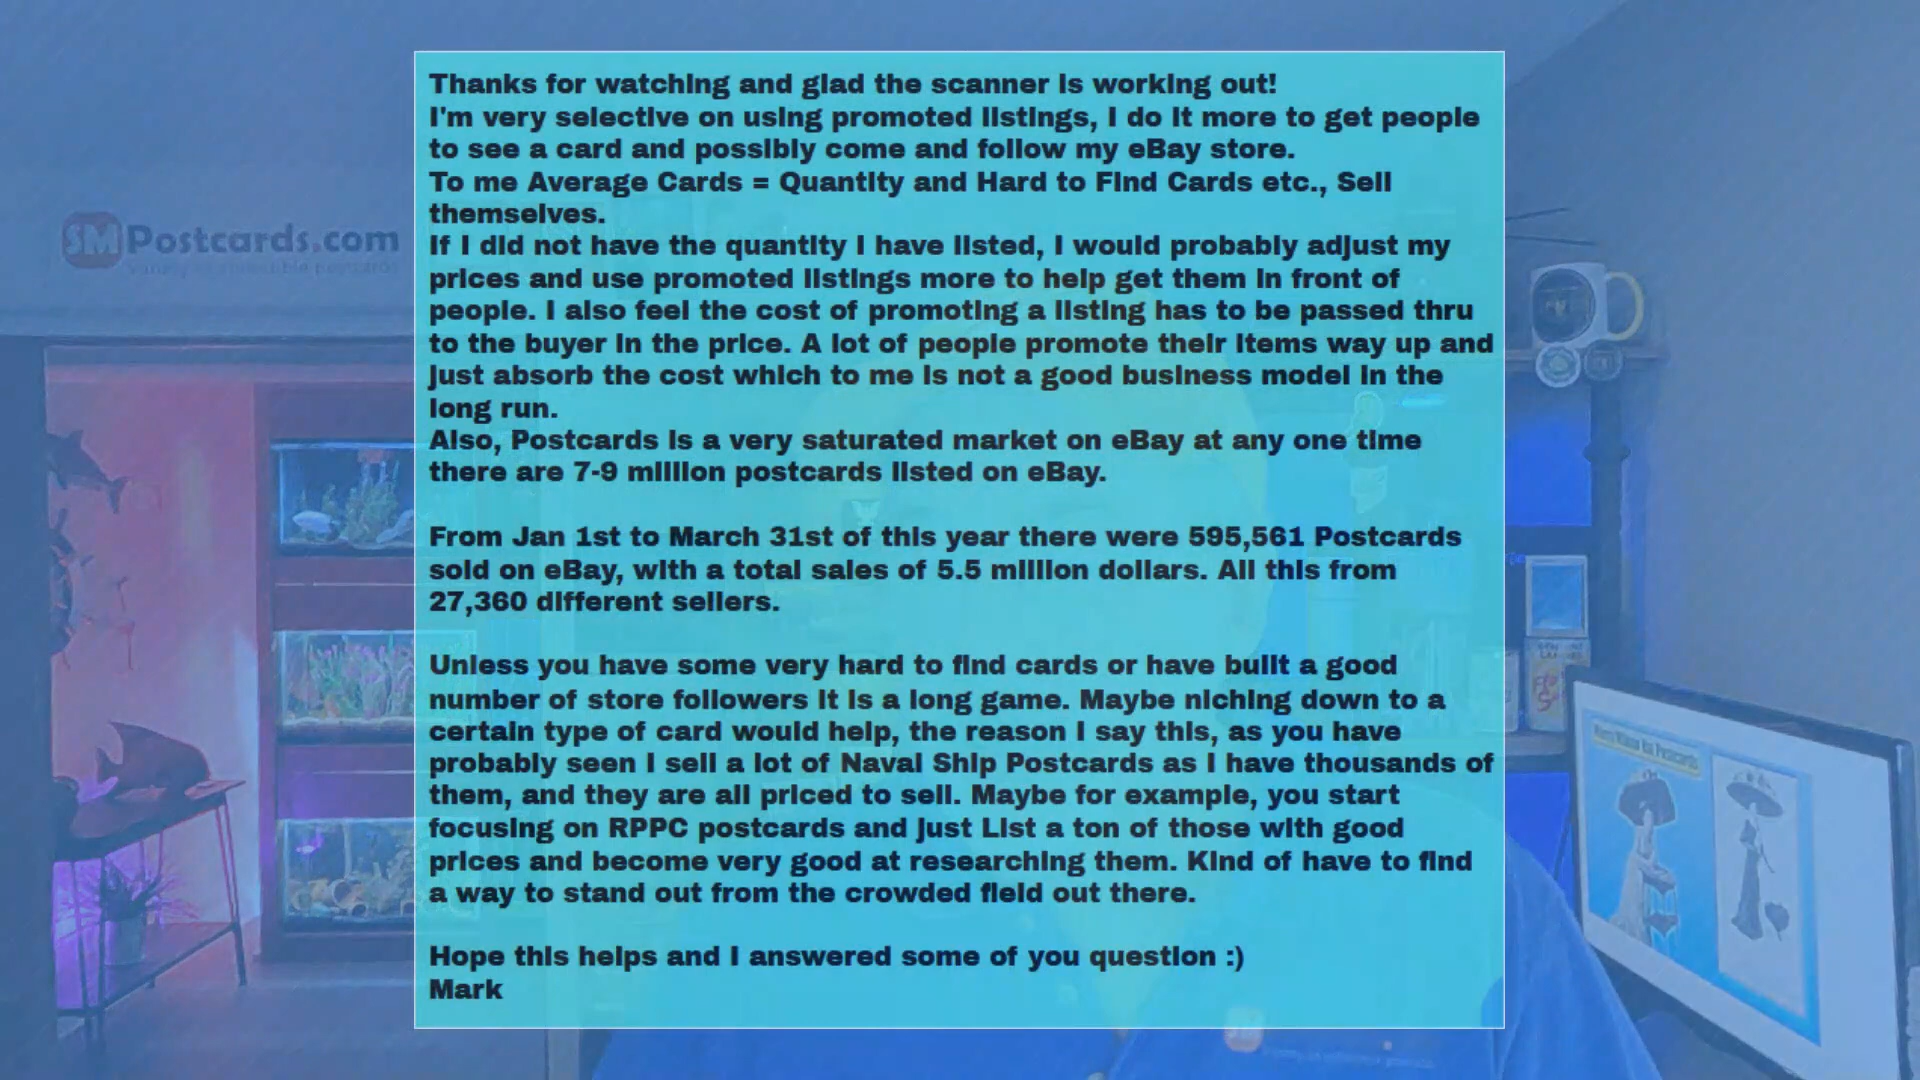 Thanks for watching and glad the scanner is working out!
I'm very selective on using promoted listings, I do it more to get people
to see a card and possibly come and follow my eBay store.
To me Average Cards = Quantity and Hard to Find Cards etc., Sell
themselves.
If I did not have the quantity I have listed, I would probably adjust my
prices and use promoted listings more to help get them in front of
people. I also feel the cost of promoting a listing has to be passed thru
to the buyer in the price. A lot of people promote their items way up and
just absorb the cost which to me is not a good business model in the
long run.
Also, Postcards is a very saturated market on eBay at any one time
there are 7-9 million postcards listed on eBay.
From Jan 1st to March 31st of this year there were 595,561 Postcards
sold on eBay, with a total sales of 5.5 million dollars. All this from
27,360 different sellers.
Unless you have some very hard to find cards or have built a good
number of store followers it is a long game. Maybe niching down to a
certain type of card would help, the reason I say this, as you have
probably seen I sell a lot of Naval Ship Postcards as I have thousands of
them, and they are all priced to sell. Maybe for example, you start
focusing on RPPC postcards and just List a ton of those with good
prices and become very good at researching them. Kind of have to find
a way to stand out from the crowded field out there.
Hope this helps and I answered some of you question :)
Mark
SMPostcards.com